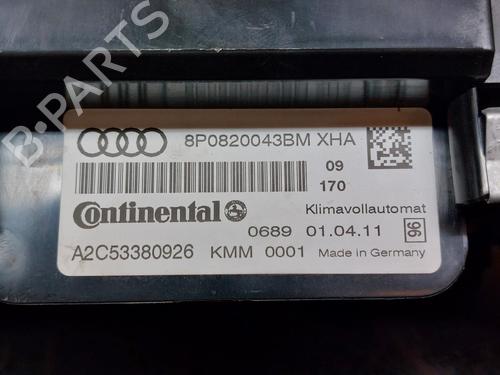 B-PARTS
8P0820043BM XHA
09
170
Continental
Klimavollautomat
0689 01.04.11 96
A2C53380926 KMM 0001 Made in Germany